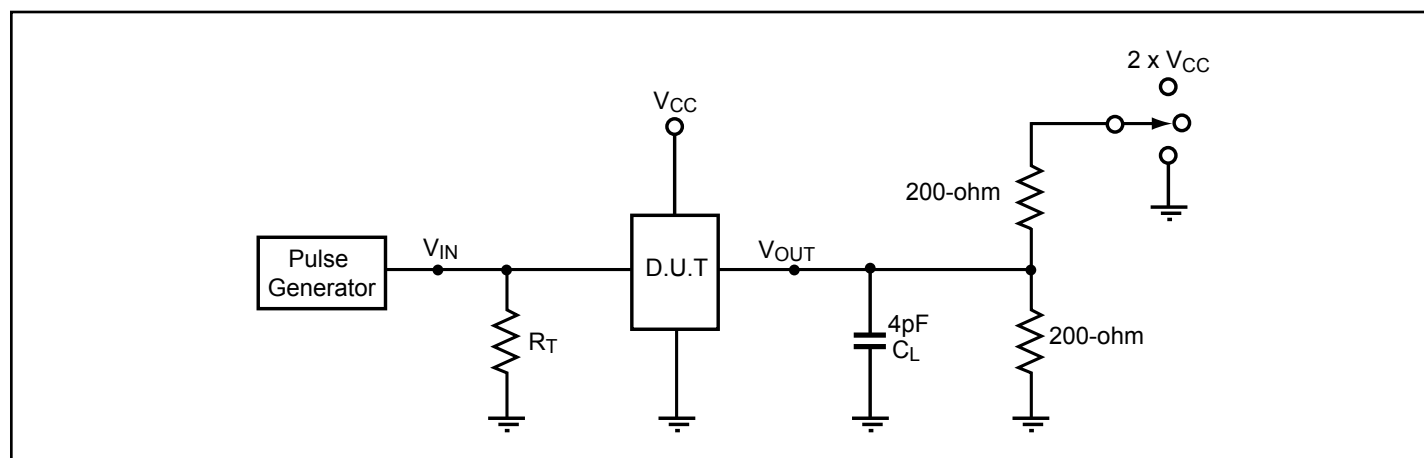 2 x VCC
VCC
200-ohm
Pulse
Generator
VIN
D.U.T
VOUT
RT
4pF
CL
200-ohm